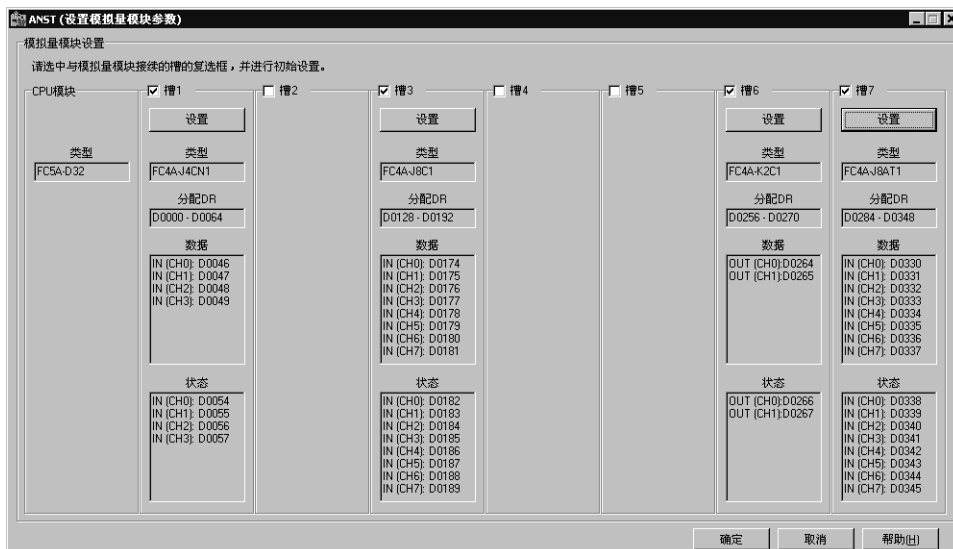 ANST (设置模拟量模块参数)
模拟量模块设置
请选中与模拟量模块接续的槽的复选框，并进行初始设置。
CPU模块
类型
FC5A-D32
槽1
设置
类型
FC4A-J4CN1
分配DR
D0000 - D0064
数据
IN (CH0): D0046
IN (CH1): D0047
IN (CH2): D0048
IN (CH3): D0049
状态
IN (CH0): D0054
IN (CH1): D0055
IN (CH2): D0056
IN (CH3): D0057
槽2
槽3
设置
类型
FC4A-J8C1
分配DR
D0128 - D0192
数据
IN (CH0): D0174
IN (CH1): D0175
IN (CH2): D0176
IN (CH3): D0177
IN (CH4): D0178
IN (CH5): D0179
IN (CH6): D0180
IN (CH7): D0181
状态
IN (CH0): D0182
IN (CH1): D0183
IN (CH2): D0184
IN (CH3): D0185
IN (CH4): D0186
IN (CH5): D0187
IN (CH6): D0188
IN (CH7): D0189
槽4
槽5
槽6
设置
类型
FC4A-K2C1
分配DR
D0256 - D0270
数据
OUT (CH0):D0264
OUT (CH1):D0265
状态
OUT (CH0):D0266
OUT (CH1):D0267
槽7
设置
类型
FC4A-J8AT1
分配DR
D0284 - D0348
数据
IN (CH0): D0330
IN (CH1): D0331
IN (CH2): D0332
IN (CH3): D0333
IN (CH4): D0334
IN (CH5): D0335
IN (CH6): D0336
IN (CH7): D0337
状态
IN (CH0): D0338
IN (CH1): D0339
IN (CH2): D0340
IN (CH3): D0341
IN (CH4): D0342
IN (CH5): D0343
IN (CH6): D0344
IN (CH7): D0345
确定
取消
帮助(H)